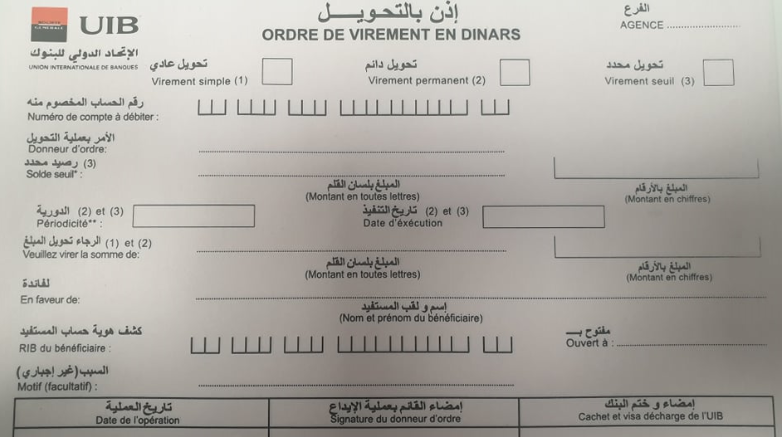 إذن بالتحويل
الفرع
UIB
AGENCE
SOCIETE GENERALE
ORDRE DE VIREMENT EN DINARS
الإتحاد الدولي للبنوك
UNION INTERNATIONALE DE BANQUES
تحويل عادي
Virement simple (1)
تحويل دائم
Virement permanent (2)
تحويل محدد
Virement seuil (3)
رقم الحساب المخصوم منه
Numéro de compte à débiter :
الأمر بعملية التحويل
Donneur d'ordre:
(3) رصيد محدد
Solde seuil* :
المبلغ بلسان القلم
(Montant en toutes lettres)
المبلغ بالأرقام
(Montant en chiffres)
الدورية (2) et (3)
Périodicité** :
تاريخ التنفيذ (2) et (3)
Date d'éxécution
الرجاء تحويل المبلغ (1) et (2)
Veuillez virer la somme de:
المبلغ بلسان القلم
(Montant en toutes lettres)
المبلغ بالأرقام
(Montant en chiffres)
لفائدة
En faveur de:
إسم و لقب المستفيد
(Nom et prénom du bénéficiaire)
كشف هوية حساب المستفيد
RIB du bénéficiaire :
مفتوح بـ
Ouvert à :
السبب (غير إجباري)
Motif (facultatif) :
تاريخ العملية
Date de l'opération
إمضاء القائم بعملية الإيداع
Signature du donneur d'ordre
إمضاء و ختم البنك
Cachet et visa décharge de l'UIB